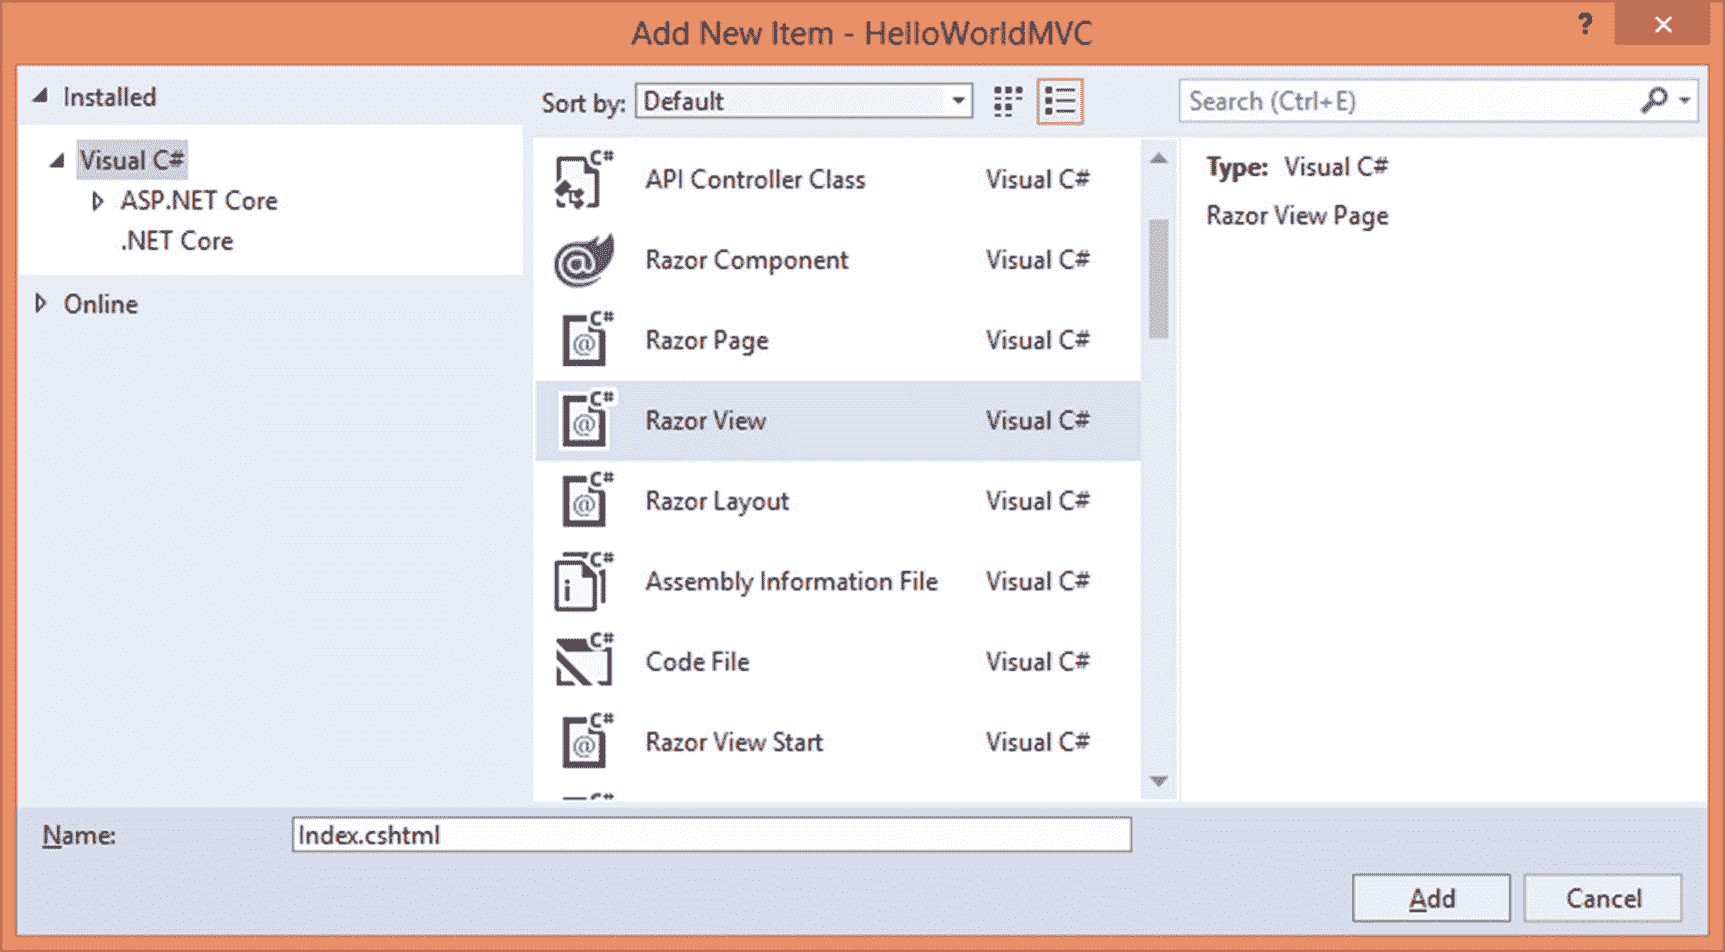 Add New Item - HelloWorldMVC
?
Installed
Visual C#
ASP.NET Core
.NET Core
Online
Sort by: Default
Search (Ctrl+E)
C# API Controller Class Visual C#
@ Razor Component Visual C#
C# @ Razor Page Visual C#
C# @ Razor View Visual C#
C# @ Razor Layout Visual C#
C# i Assembly Information File Visual C#
C# Code File Visual C#
C# @ Razor View Start Visual C#
Type: Visual C#
Razor View Page
Name: Index.cshtml
Add Cancel